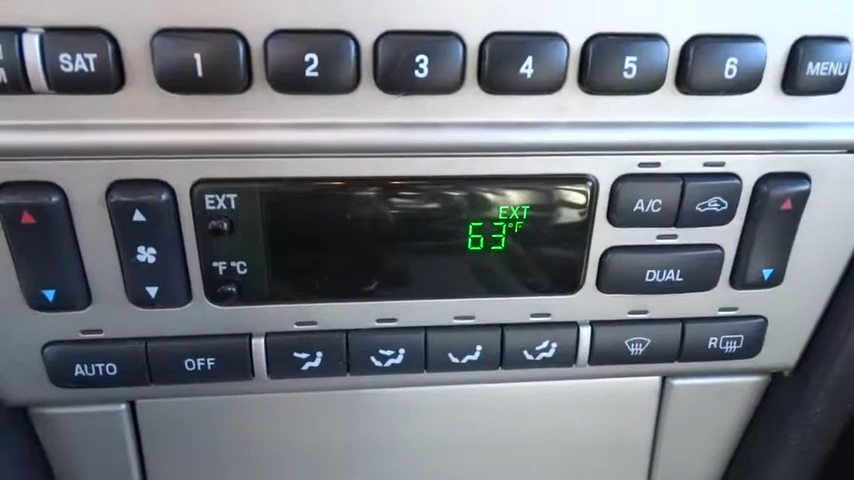 SAT 1 2 3 4 5 6 MENU
EXT
EXT
63°F
A/C
°F °C
DUAL
AUTO OFF
R